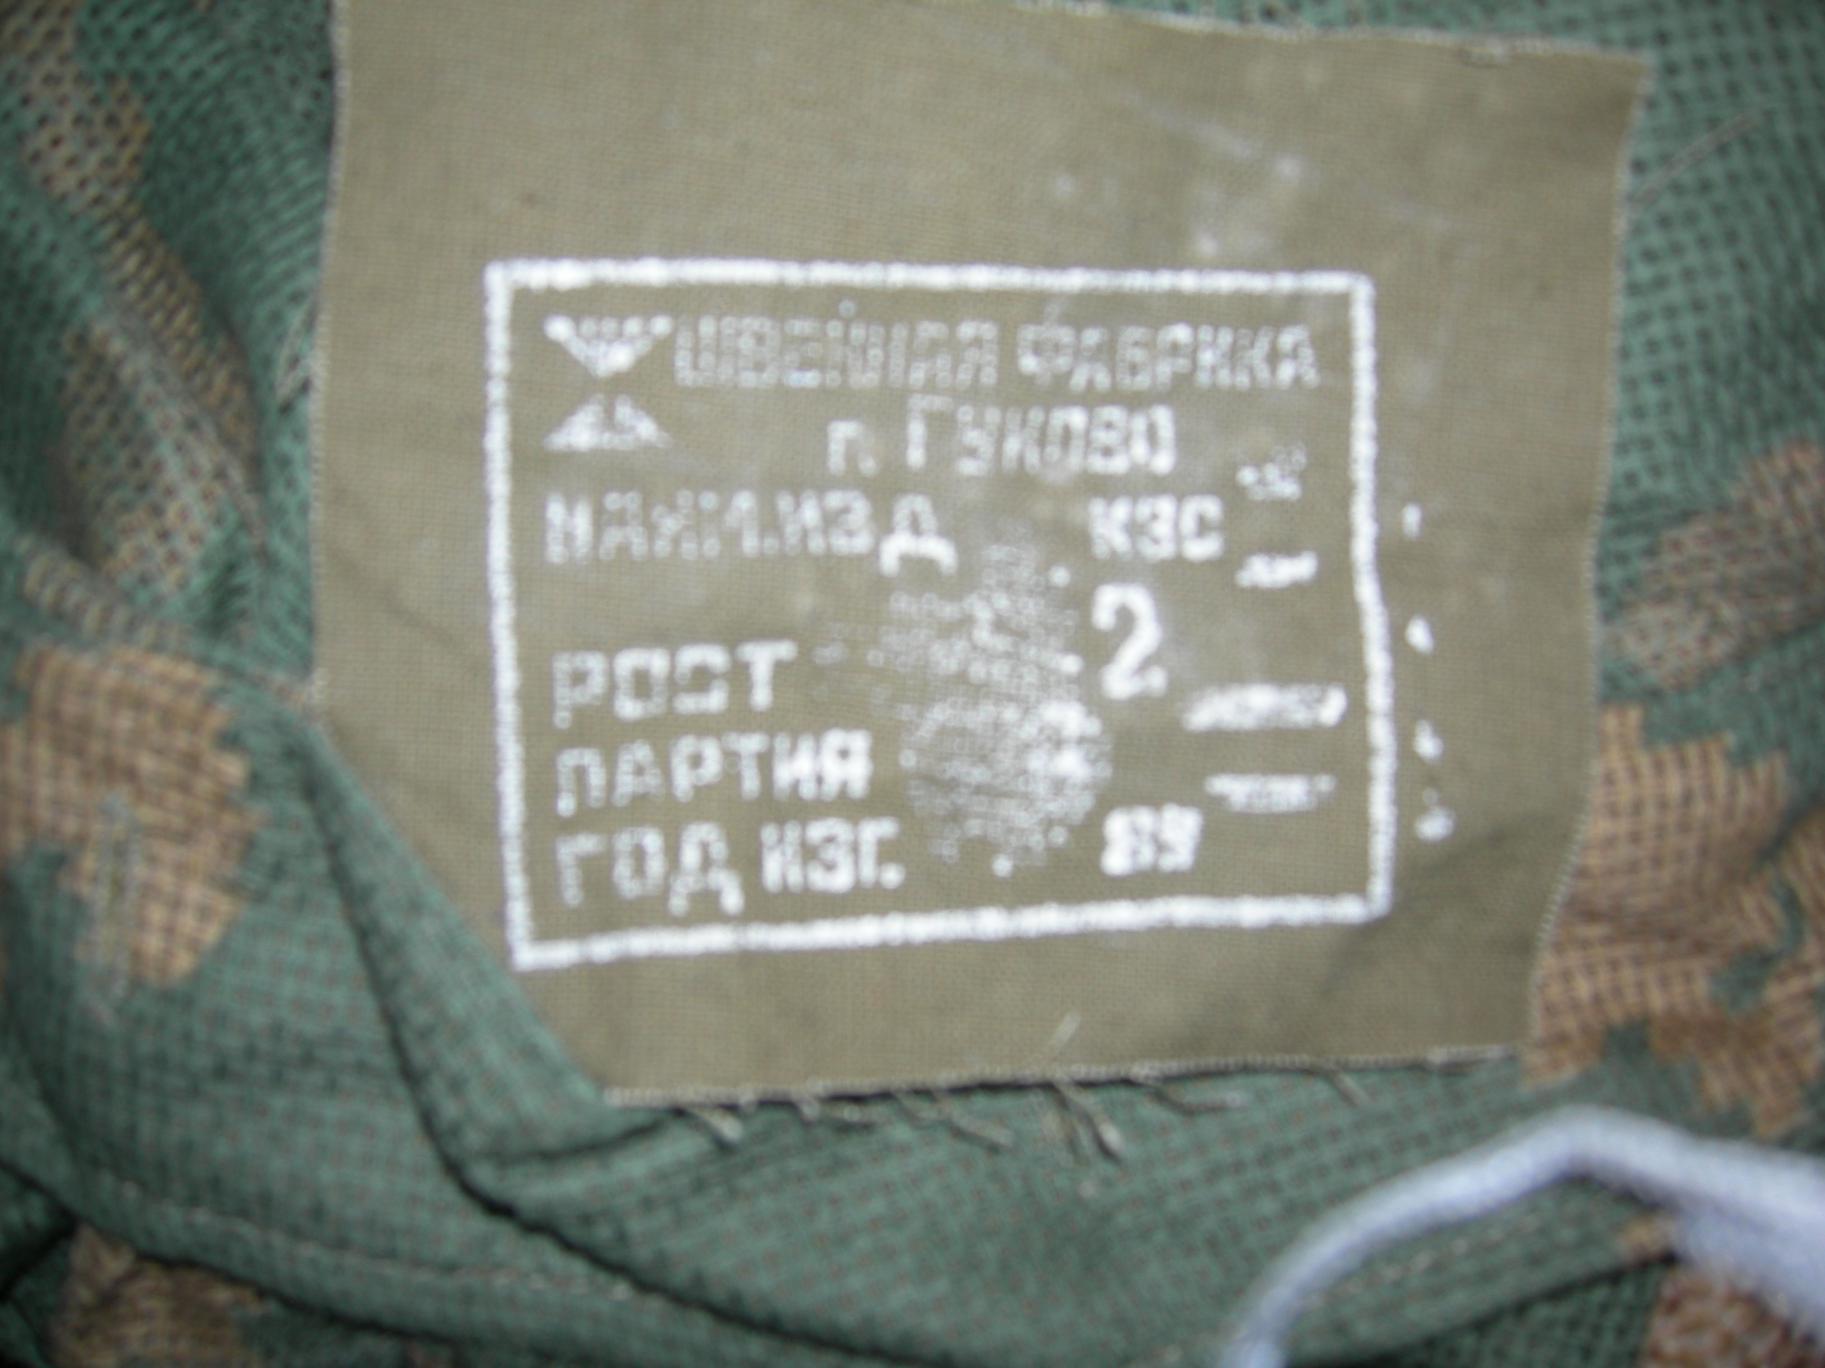 ШВЕЙНАЯ ФАБРИКА
г. ГУКОВО
НАИМ.ИЗД КЗС
РОСТ 2
ПАРТИЯ
ГОД ИЗГ. 89